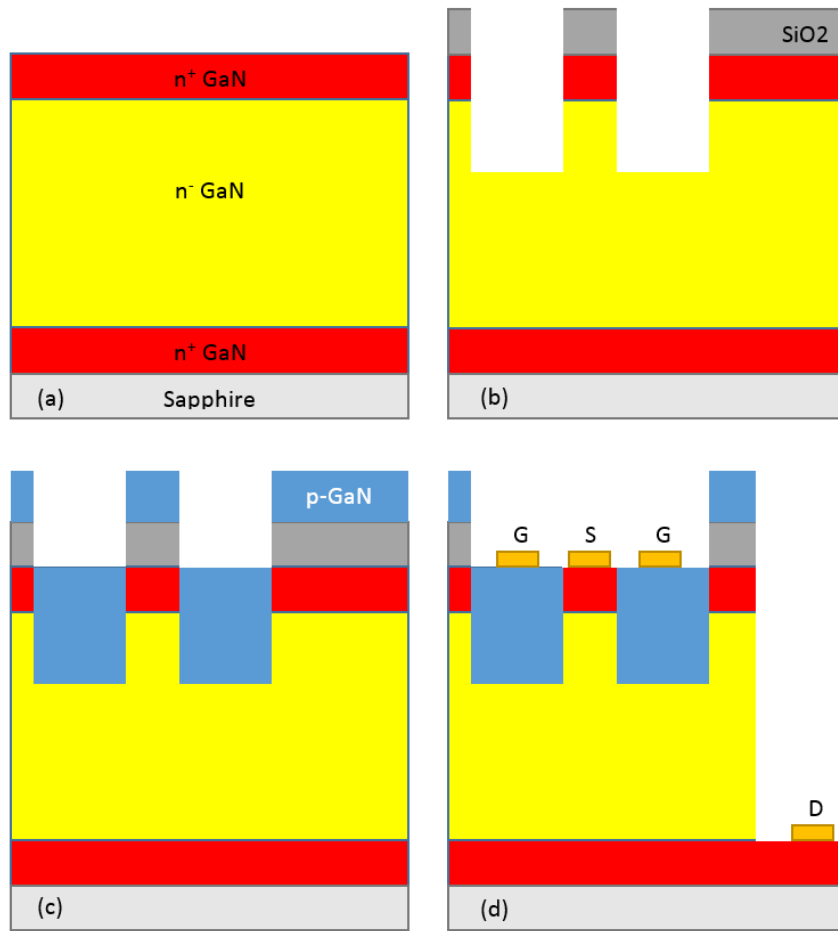 n⁺ GaN
n⁻ GaN
n⁺ GaN
(a) Sapphire
SiO2
(b)
p-GaN
(c)
G S G
D
(d)